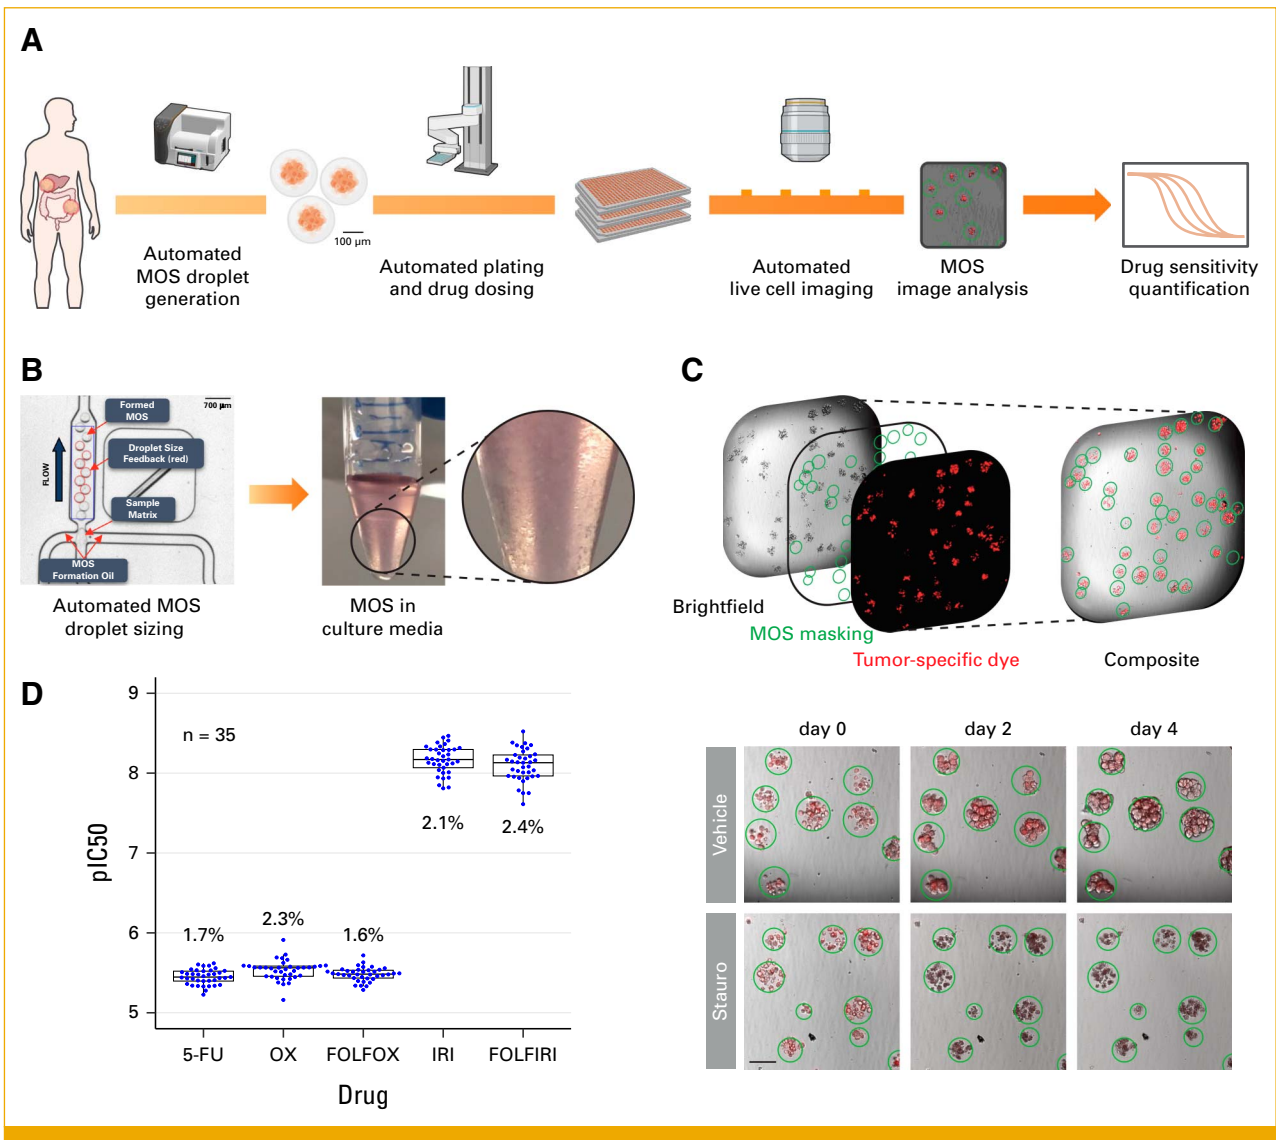 A
100 µm
Automated
MOS droplet
generation
Automated plating
and drug dosing
Automated
live cell imaging
MOS
image analysis
Drug sensitivity
quantification
B
700 µm
Formed
MOS
Droplet Size
Feedback (red)
FLOW
Sample
Matrix
MOS
Formation Oil
Automated MOS
droplet sizing
MOS in
culture media
C
Brightfield
MOS masking
Tumor-specific dye
Composite
D
pIC50
9
8
7
6
5
n = 35
1.7%
2.3%
1.6%
2.1%
2.4%
5-FU
OX
FOLFOX
IRI
FOLFIRI
Drug
day 0
day 2
day 4
Vehicle
Stauro